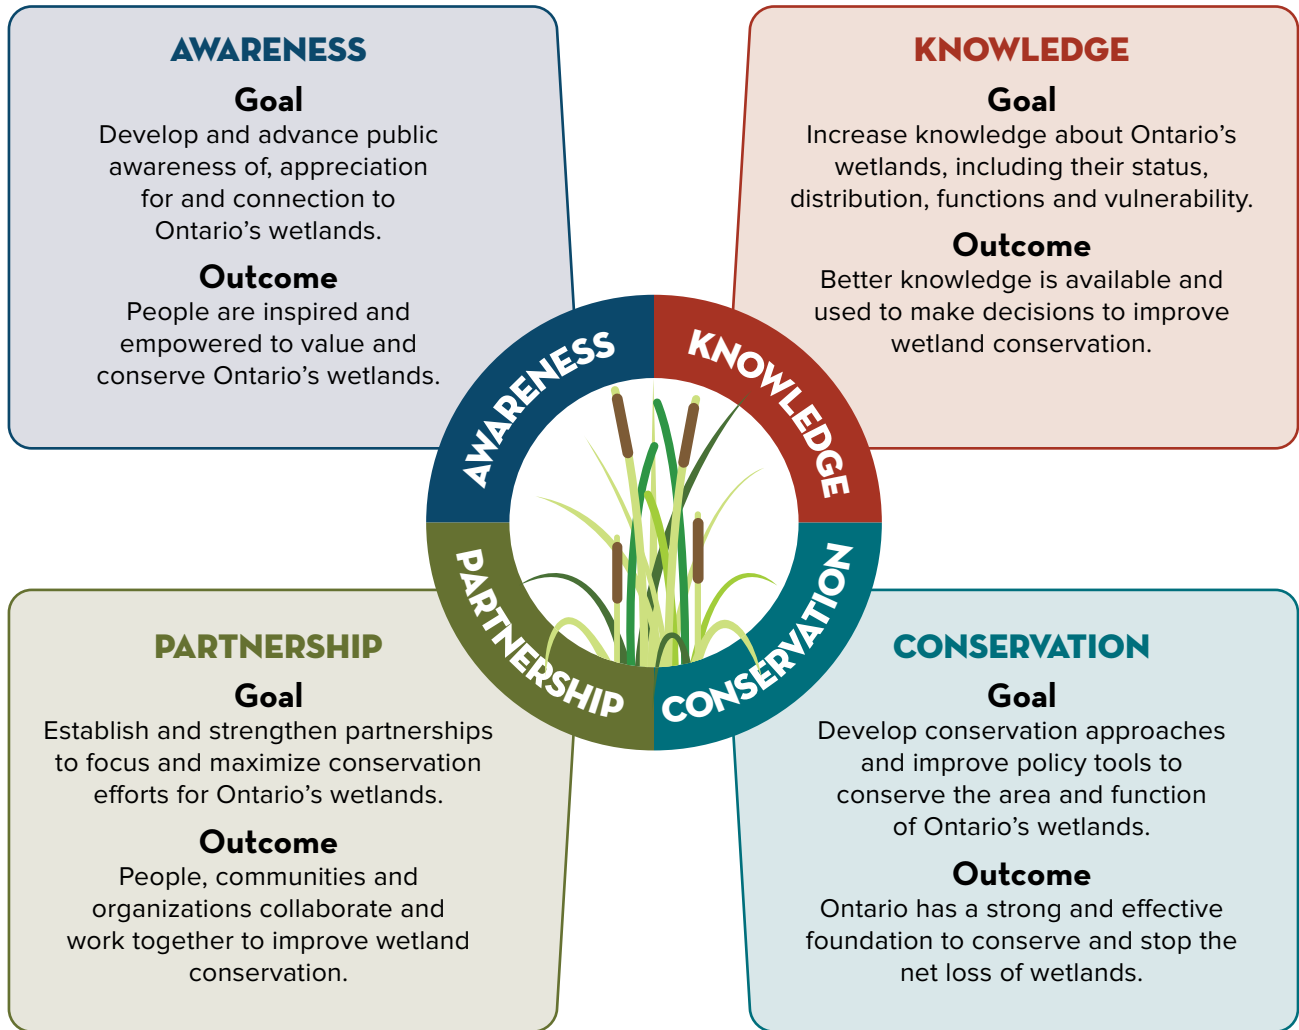 AWARENESS
Goal
Develop and advance public
awareness of, appreciation
for and connection to
Ontario’s wetlands.
Outcome
People are inspired and
empowered to value and
conserve Ontario’s wetlands.
KNOWLEDGE
Goal
Increase knowledge about Ontario’s
wetlands, including their status,
distribution, functions and vulnerability.
Outcome
Better knowledge is available and
used to make decisions to improve
wetland conservation.
AWARENESS
KNOWLEDGE
PARTNERSHIP
CONSERVATION
PARTNERSHIP
Goal
Establish and strengthen partnerships
to focus and maximize conservation
efforts for Ontario’s wetlands.
Outcome
People, communities and
organizations collaborate and
work together to improve wetland
conservation.
CONSERVATION
Goal
Develop conservation approaches
and improve policy tools to
conserve the area and function
of Ontario’s wetlands.
Outcome
Ontario has a strong and effective
foundation to conserve and stop the
net loss of wetlands.